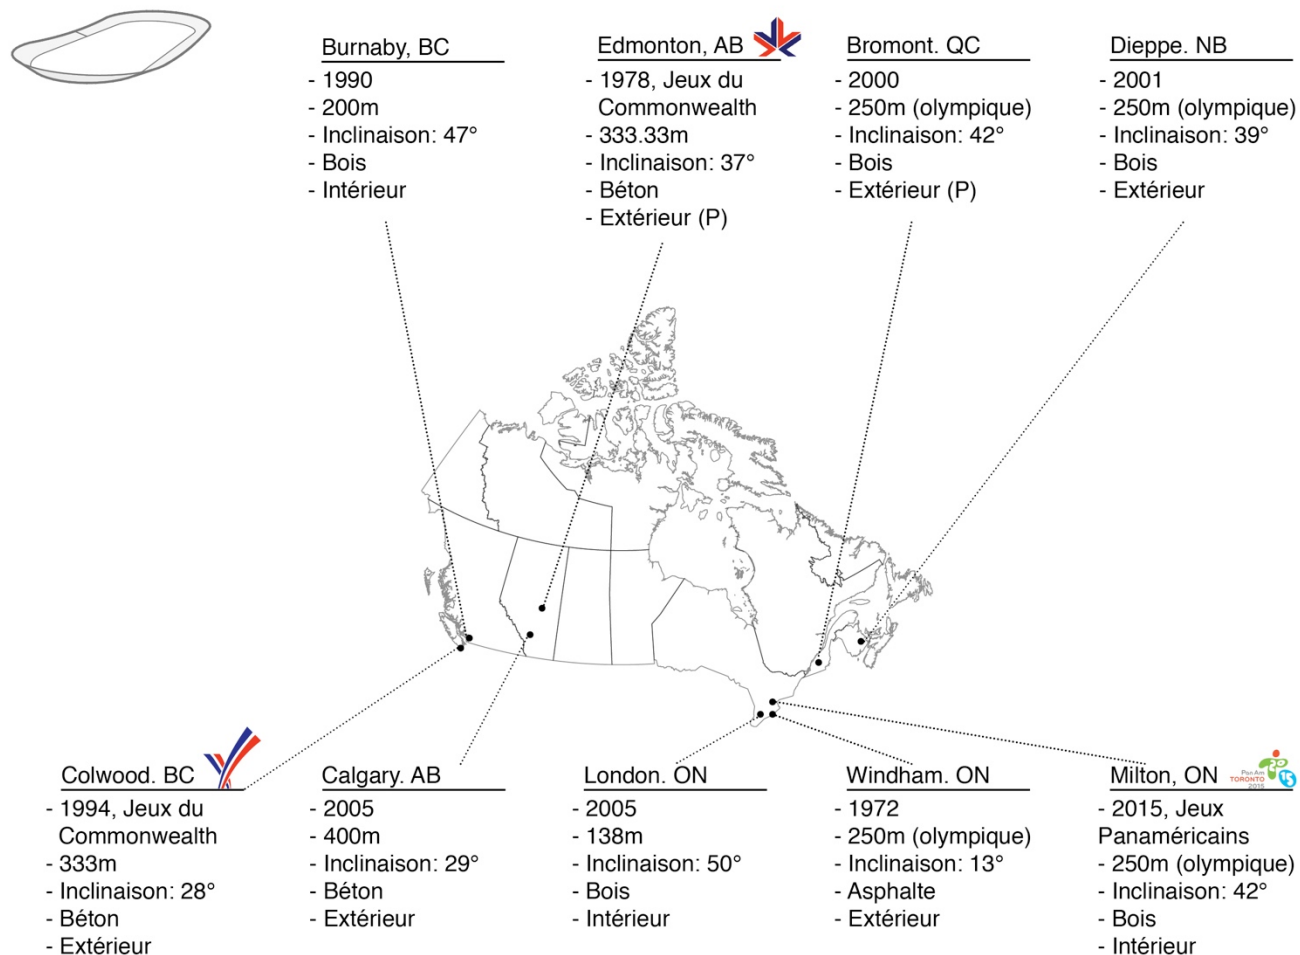 Burnaby, BC
- 1990
- 200m
- Inclinaison: 47°
- Bois
- Intérieur
Edmonton, AB
- 1978, Jeux du
Commonwealth
- 333.33m
- Inclinaison: 37°
- Béton
- Extérieur (P)
Bromont. QC
- 2000
- 250m (olympique)
- Inclinaison: 42°
- Bois
- Extérieur (P)
Dieppe. NB
- 2001
- 250m (olympique)
- Inclinaison: 39°
- Bois
- Extérieur
Colwood. BC
- 1994, Jeux du
Commonwealth
- 333m
- Inclinaison: 28°
- Béton
- Extérieur
Calgary. AB
- 2005
- 400m
- Inclinaison: 29°
- Béton
- Extérieur
London. ON
- 2005
- 138m
- Inclinaison: 50°
- Bois
- Intérieur
Windham. ON
- 1972
- 250m (olympique)
- Inclinaison: 13°
- Asphalte
- Extérieur
Milton, ON
Pan Am
TORONTO
2015
- 2015, Jeux
Panaméricains
- 250m (olympique)
- Inclinaison: 42°
- Bois
- Intérieur